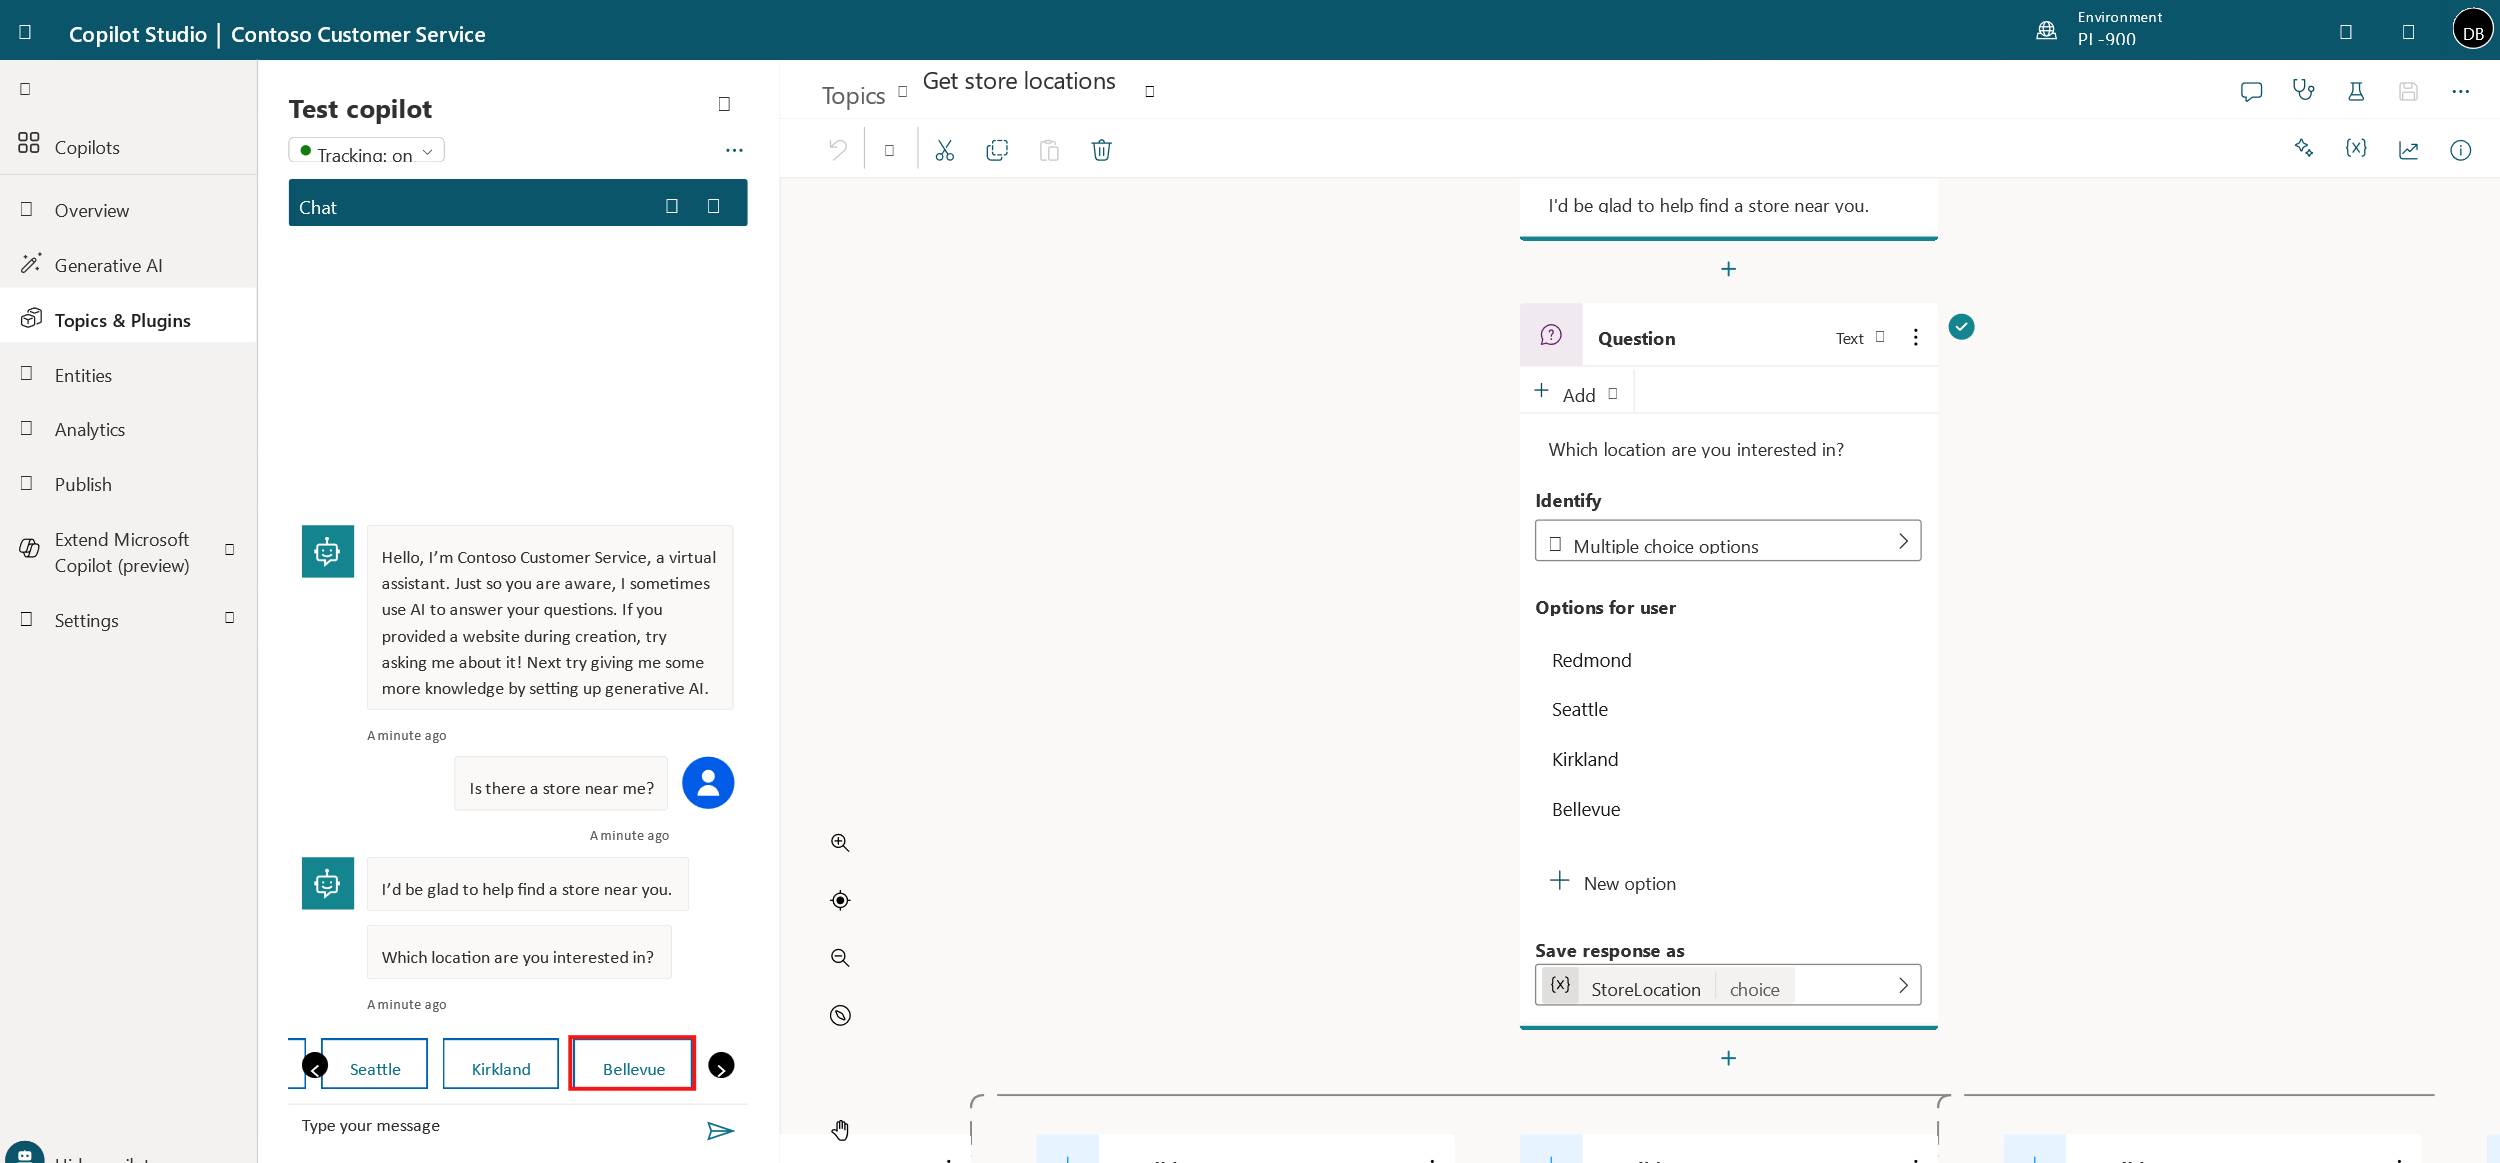 Copilot Studio | Contoso Customer Service
Environment
PL-900
DB
Copilots
Overview
Generative AI
Topics & Plugins
Entities
Analytics
Publish
Extend Microsoft
Copilot (preview)
Settings
Test copilot
Tracking: on
Chat
Hello, I’m Contoso Customer Service, a virtual
assistant. Just so you are aware, I sometimes
use AI to answer your questions. If you
provided a website during creation, try
asking me about it! Next try giving me some
more knowledge by setting up generative AI.
A minute ago
Is there a store near me?
A minute ago
I’d be glad to help find a store near you.
Which location are you interested in?
A minute ago
Seattle
Kirkland
Bellevue
Type your message
Topics
Get store locations
I'd be glad to help find a store near you.
Question
Text
Add
Which location are you interested in?
Identify
Multiple choice options
Options for user
Redmond
Seattle
Kirkland
Bellevue
New option
Save response as
{x} StoreLocation choice